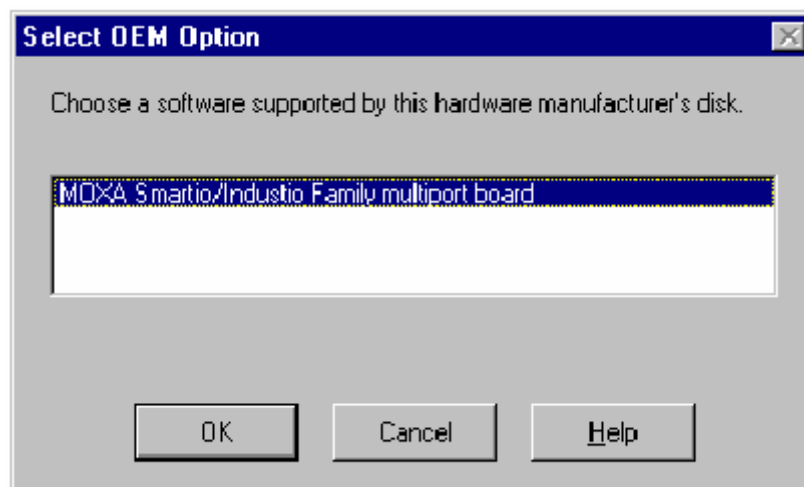 Select OEM Option
Choose a software supported by this hardware manufacturer's disk.
MOXA Smartio/Industio Family multiport board
OK
Cancel
Help